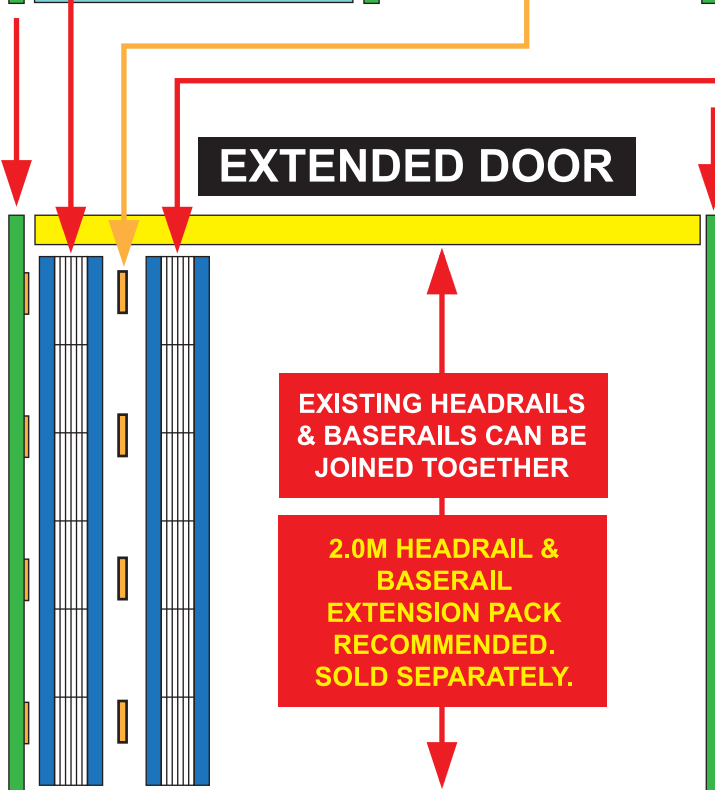 EXTENDED DOOR
EXISTING HEADRAILS
& BASERAILS CAN BE
JOINED TOGETHER
2.0M HEADRAIL &
BASERAIL
EXTENSION PACK
RECOMMENDED.
SOLD SEPARATELY.